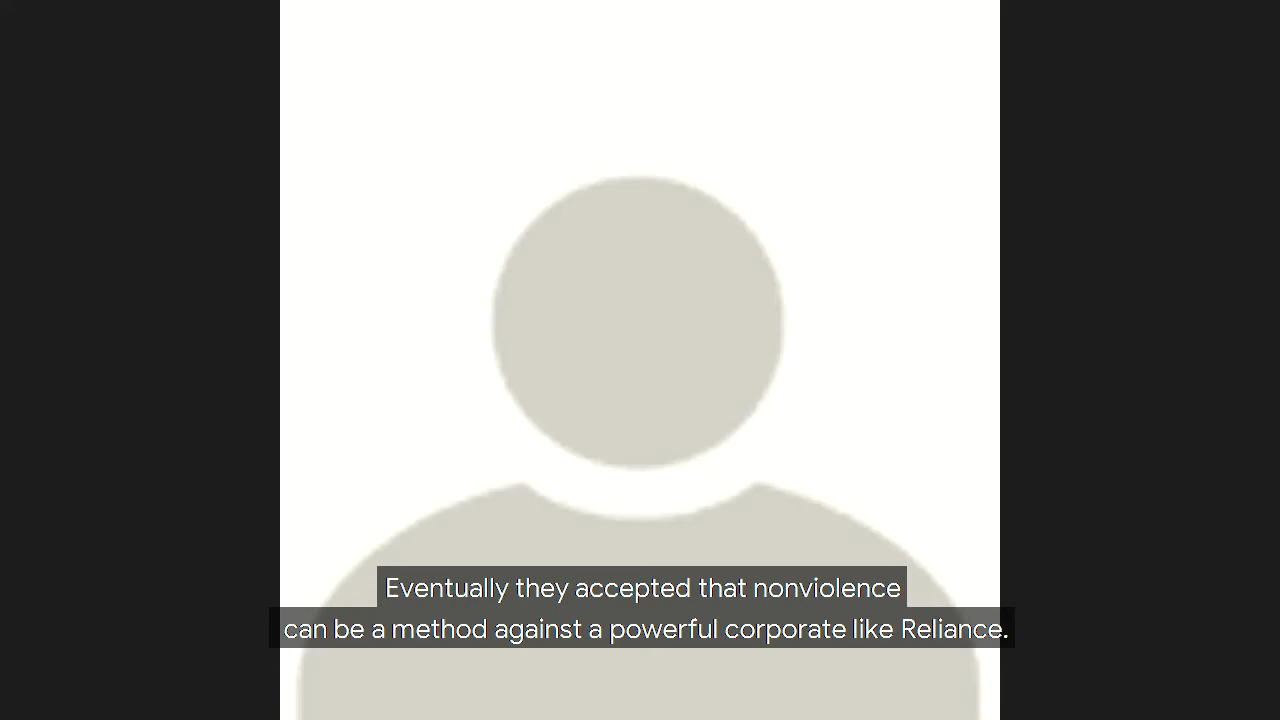 Eventually they accepted that nonviolence
can be a method against a powerful corporate like Reliance.